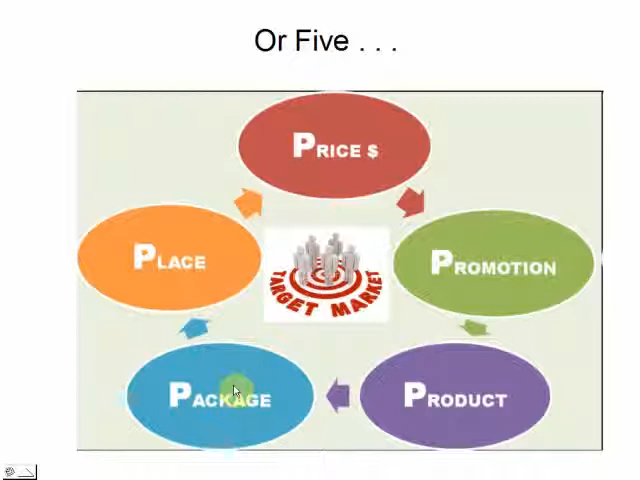 Or Five . . .
PRICE $
PLACE
PROMOTION
TARGET MARKET
PACKAGE
PRODUCT